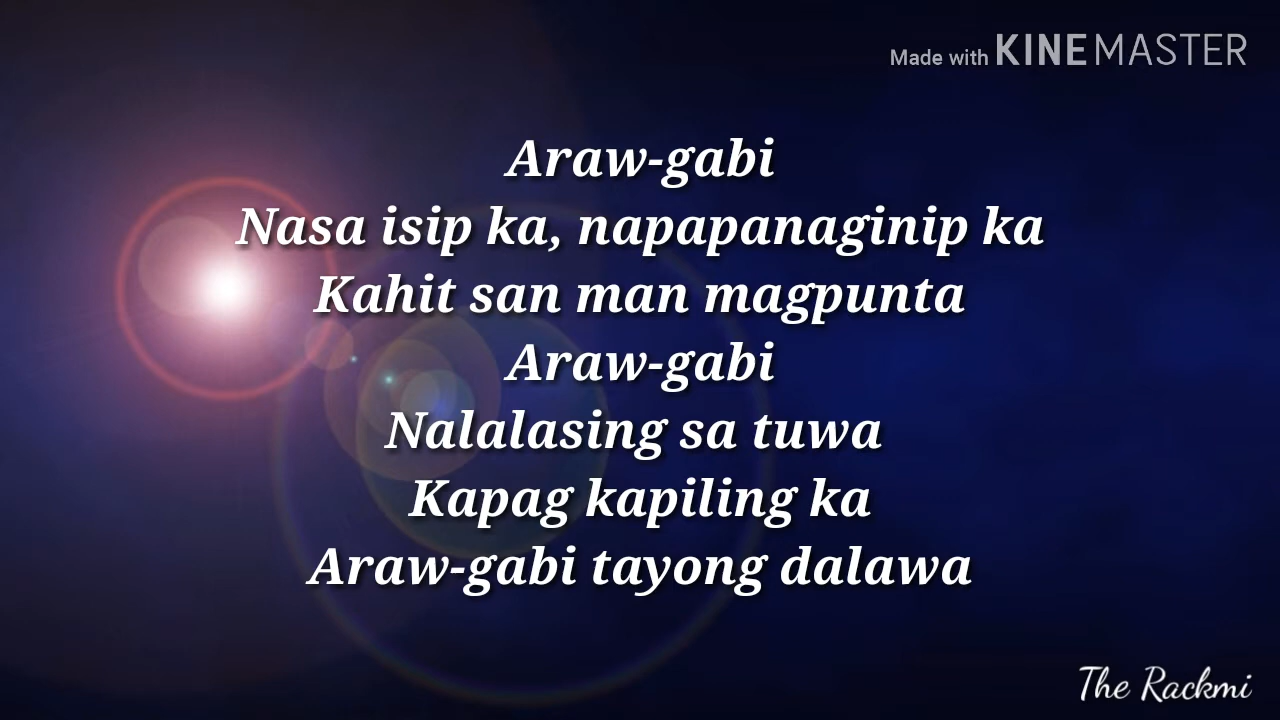 Made with KINEMASTER
Araw-gabi
Nasa isip ka, napapanaginip ka
Kahit san man magpunta
Araw-gabi
Nalalasing sa tuwa
Kapag kapiling ka
Araw-gabi tayong dalawa
The Rackmi